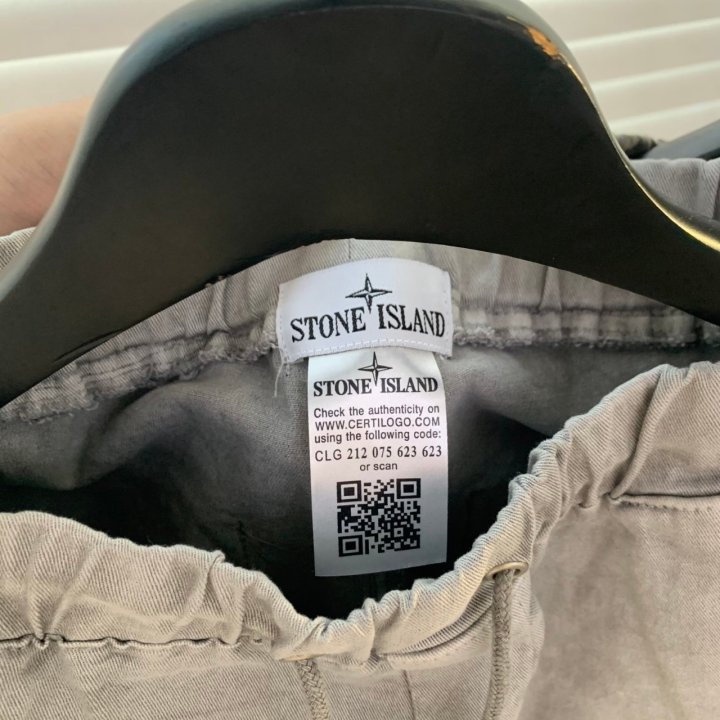 STONE ISLAND
STONE ISLAND
Check the authenticity on
WWW.CERTILOGO.COM
using the following code:
CLG 212 075 623 623
or scan